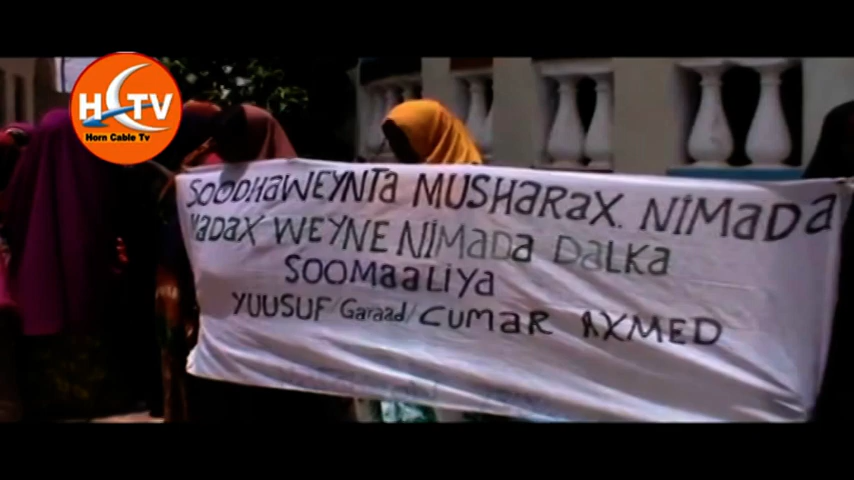 HCTV
Horn Cable Tv
SOODHAWEYNTA MUSHARAX. NIMADA
MADAX WEYNE NIMADA DALKA
SOOMAALIYA
YUUSUF/Garaad/CUMAR AXMED